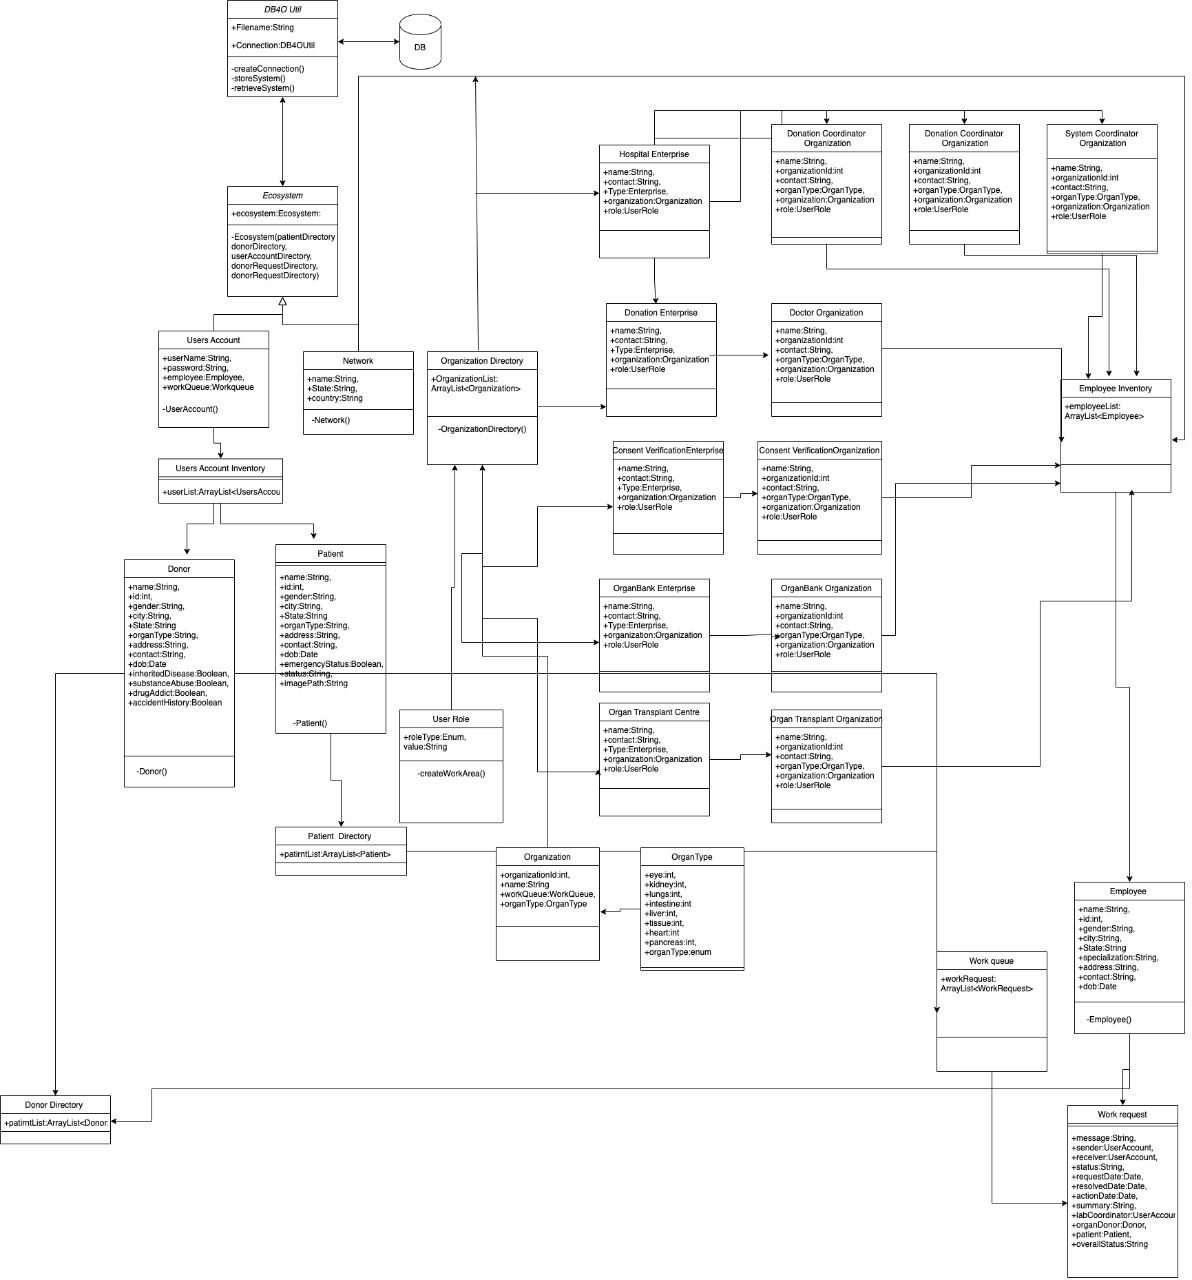 DB4O Util
+Filename:String
+Connection:DB4OUtil
-createConnection()
-storeSystem()
-retrieveSystem()
DB
Ecosystem
+ecosystem:Ecosystem:
-Ecosystem(patientDirectory
donorDirectory,
userAccountDirectory,
donorRequestDirectory,
donorRequestDirectory)
Hospital Enterprise
+name:String,
+contact:String,
+Type:Enterprise,
+organization:Organization
+role:UserRole
Donation Coordinator
Organization
+name:String,
+organizationId:int
+contact:String,
+organType:OrganType,
+organization:Organization
+role:UserRole
Donation Coordinator
Organization
+name:String,
+organizationId:int
+contact:String,
+organType:OrganType,
+organization:Organization
+role:UserRole
System Coordinator
Organization
+name:String,
+organizationId:int
+contact:String,
+organType:OrganType,
+organization:Organization
+role:UserRole
Users Account
+userName:String,
+password:String,
+employee:Employee,
+workQueue:Workqueue
-UserAccount()
Network
+name:String,
+State:String,
+country:String
-Network()
Organization Directory
+OrganizationList:
ArrayList<Organization>
-OrganizationDirectory()
Donation Enterprise
+name:String,
+contact:String,
+Type:Enterprise,
+organization:Organization
+role:UserRole
Doctor Organization
+name:String,
+organizationId:int
+contact:String,
+organType:OrganType,
+organization:Organization
+role:UserRole
Employee Inventory
+employeeList:
ArrayList<Employee>
Users Account Inventory
+userList:ArrayList<UsersAccou
Consent VerificationEnterprise
+name:String,
+contact:String,
+Type:Enterprise,
+organization:Organization
+role:UserRole
Consent VerificationOrganization
+name:String,
+organizationId:int
+contact:String,
+organType:OrganType,
+organization:Organization
+role:UserRole
Donor
+name:String,
+id:int,
+gender:String,
+city:String,
+State:String
+organType:String,
+address:String,
+contact:String,
+dob:Date
+inheritedDisease:Boolean,
+substanceAbuse:Boolean,
+drugAddict:Boolean,
+accidentHistory:Boolean
-Donor()
Patient
+name:String,
+id:int,
+gender:String,
+city:String,
+State:String
+organType:String,
+address:String,
+contact:String,
+dob:Date
+emergencyStatus:Boolean,
+status:String,
+imagePath:String
-Patient()
OrganBank Enterprise
+name:String,
+contact:String,
+Type:Enterprise,
+organization:Organization
+role:UserRole
OrganBank Organization
+name:String,
+organizationId:int
+contact:String,
+organType:OrganType,
+organization:Organization
+role:UserRole
User Role
+roleType:Enum,
value:String
-createWorkArea()
Organ Transplant Centre
+name:String,
+contact:String,
+Type:Enterprise,
+organization:Organization
+role:UserRole
Organ Transplant Organization
+name:String,
+organizationId:int
+contact:String,
+organType:OrganType,
+organization:Organization
+role:UserRole
Patient Directory
+patirntList:ArrayList<Patient>
Organization
+organizationId:int,
+name:String
+workQueue:WorkQueue,
+organType:OrganType
OrganType
+eye:int,
+kidney:int,
+lungs:int,
+intestine:int
+liver:int,
+tissue:int,
+heart:int
+pancreas:int,
+organType:enum
Employee
+name:String,
+id:int,
+gender:String,
+city:String,
+State:String
+specialization:String,
+address:String,
+contact:String,
+dob:Date
-Employee()
Work queue
+workRequest:
ArrayList<WorkRequest>
Donor Directory
+patirntList:ArrayList<Donor
Work request
+message:String,
+sender:UserAccount,
+receiver:UserAccount,
+status:String,
+requestDate:Date,
+resolvedDate:Date,
+actionDate:Date,
+summary:String,
+labCoordinator:UserAccour
+organDonor:Donor,
+patient:Patient,
+overallStatus:String